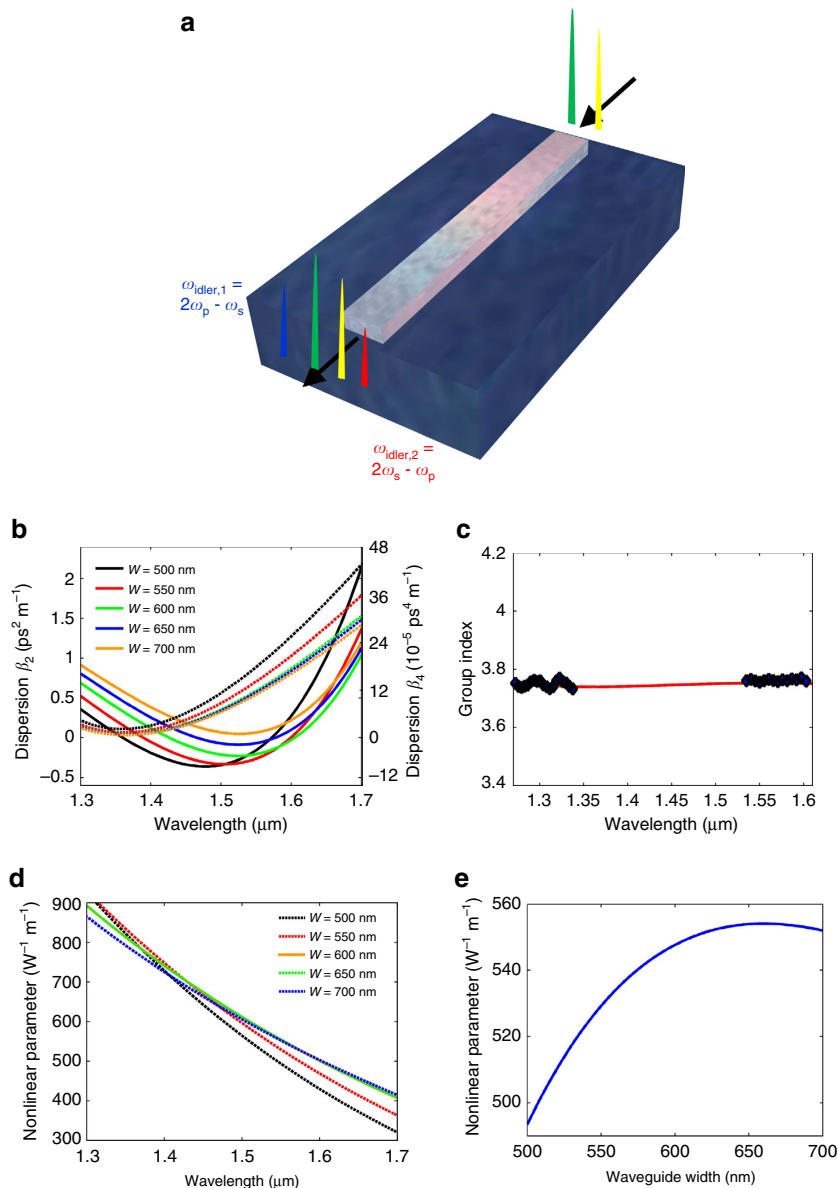 a
ω_idler,1 =
2ω_p - ω_s
ω_idler,2 =
2ω_s - ω_p
b
Dispersion β_2 (ps² m⁻¹)
2
1.5
1
0.5
0
−0.5
W = 500 nm
W = 550 nm
W = 600 nm
W = 650 nm
W = 700 nm
48
36
24
12
0
−12
Dispersion β_4 (10⁻⁵ ps⁴ m⁻¹)
1.3 1.4 1.5 1.6 1.7
Wavelength (μm)
c
Group index
4.2
4
3.8
3.6
3.4
1.3 1.35 1.4 1.45 1.5 1.55 1.6
Wavelength (μm)
d
Nonlinear parameter (W⁻¹ m⁻¹)
900
800
700
600
500
400
300
W = 500 nm
W = 550 nm
W = 600 nm
W = 650 nm
W = 700 nm
1.3 1.4 1.5 1.6 1.7
Wavelength (μm)
e
Nonlinear parameter (W⁻¹ m⁻¹)
560
540
520
500
500 550 600 650 700
Waveguide width (nm)